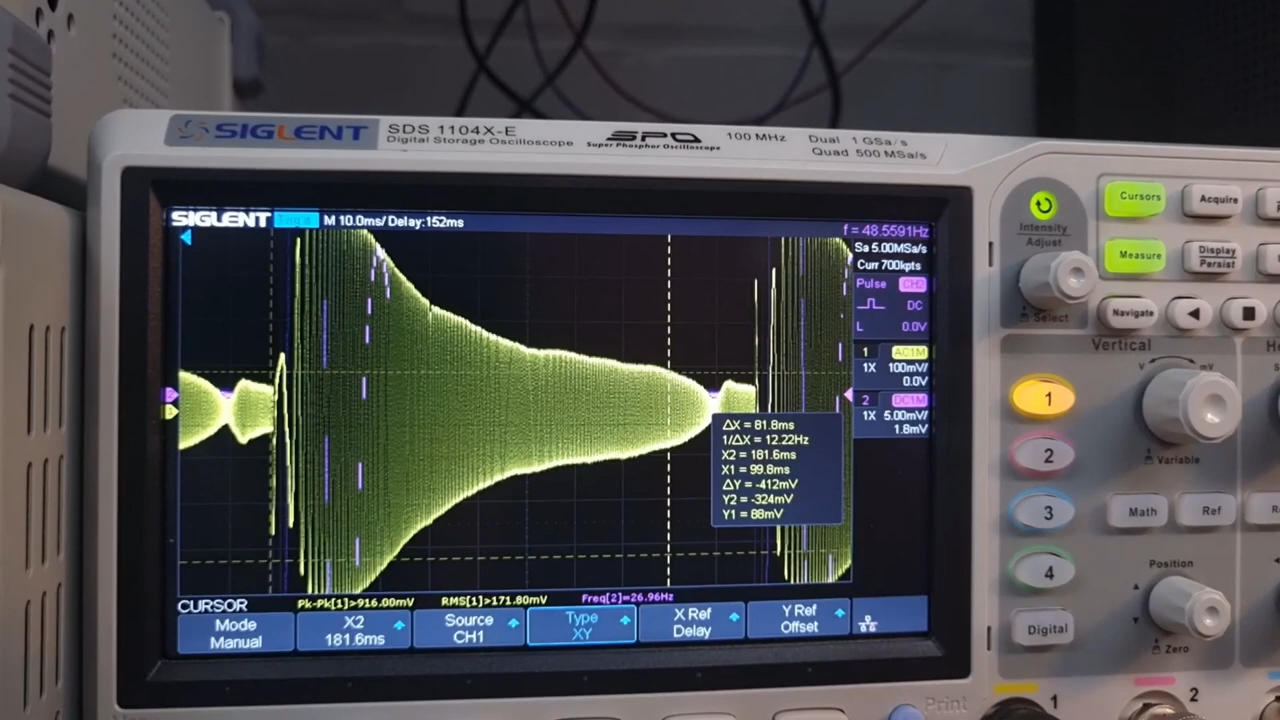 SIGLENT SDS 1104X-E
Digital Storage Oscilloscope
SPO
Super Phosphor Oscilloscope
100 MHz
Dual 1 GSa/s
Quad 500 MSa/s
SIGLENT M 10.0ms/ Delay:152ms
f = 48.5591Hz
Sa 5.00MSa/s
Curr 700kpts
Pulse CH2
DC
L 0.0V
1 AC1M
1X 100mV/
0.0V
2 DC1M
1X 5.00mV/
1.8mV
ΔX = 81.8ms
1/ΔX = 12.22Hz
X2 = 181.6ms
X1 = 99.8ms
ΔY = -412mV
Y2 = -324mV
Y1 = 88mV
Pk-Pk[1]>916.00mV RMS[1]>171.80mV Freq[2]=26.96Hz
CURSOR
Mode
Manual
X2
181.6ms
Source
CH1
Type
XY
X Ref
Delay
Y Ref
Offset
Intensity
Adjust
Select
Cursors
Acquire
Measure
Display
Persist
Navigate
Vertical
V mV
Variable
1
2
3
4
Math
Ref
Position
Zero
Digital
Print
1
2